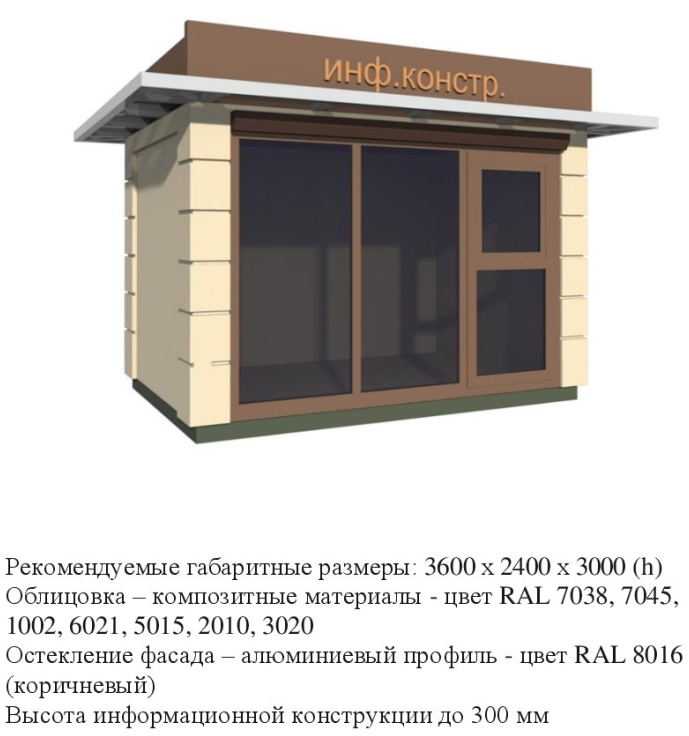 инф.констр.
Рекомендуемые габаритные размеры: 3600 х 2400 х 3000 (h)
Облицовка – композитные материалы - цвет RAL 7038, 7045,
1002, 6021, 5015, 2010, 3020
Остекление фасада – алюминиевый профиль - цвет RAL 8016
(коричневый)
Высота информационной конструкции до 300 мм